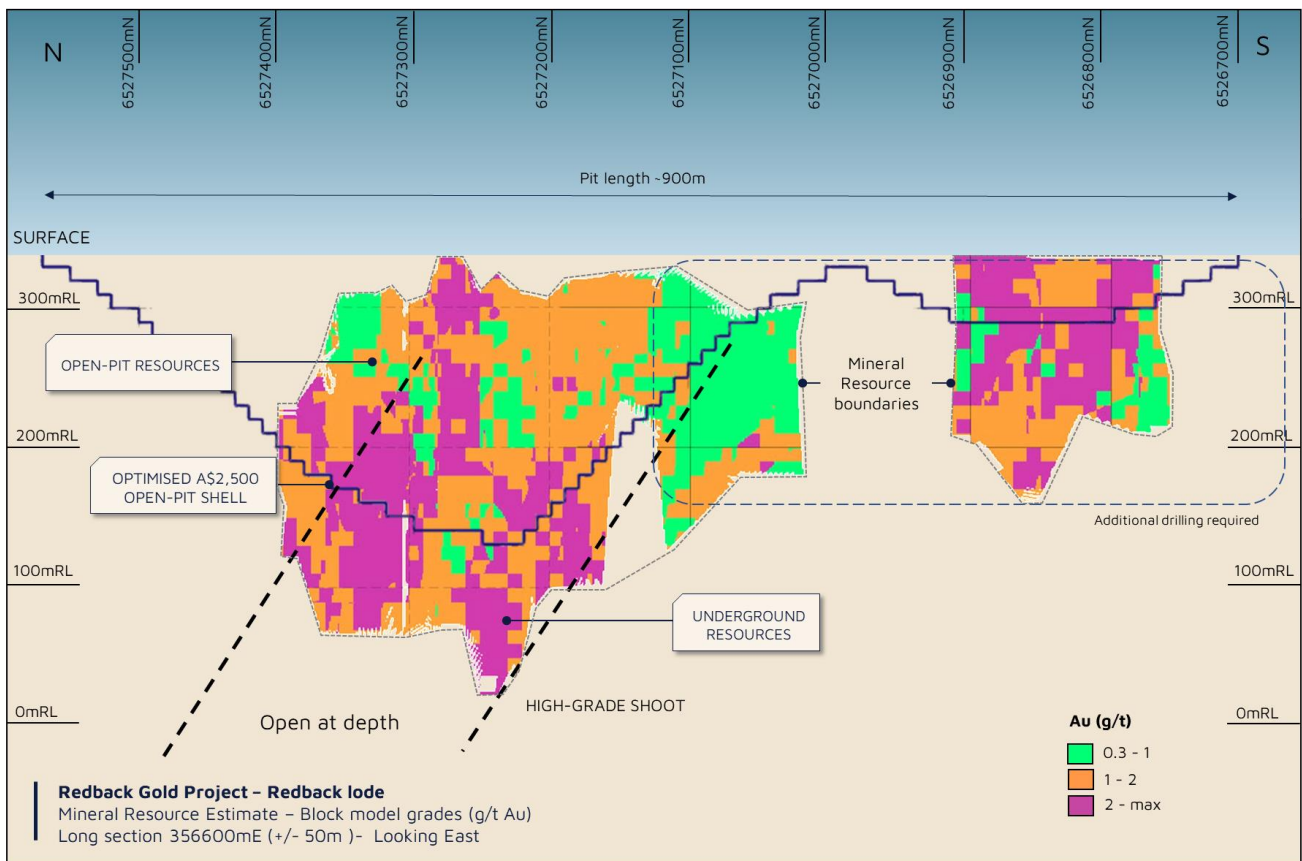 N
S
6527500mN
6527400mN
6527300mN
6527200mN
6527100mN
6527000mN
6526900mN
6526800mN
6526700mN
Pit length ~900m
SURFACE
300mRL
300mRL
OPEN-PIT RESOURCES
Mineral
Resource
boundaries
200mRL
200mRL
OPTIMISED A$2,500
OPEN-PIT SHELL
Additional drilling required
100mRL
100mRL
UNDERGROUND
RESOURCES
HIGH-GRADE SHOOT
0mRL
0mRL
Open at depth
Au (g/t)
0.3 - 1
1 - 2
2 - max
Redback Gold Project – Redback lode
Mineral Resource Estimate – Block model grades (g/t Au)
Long section 356600mE (+/- 50m )- Looking East